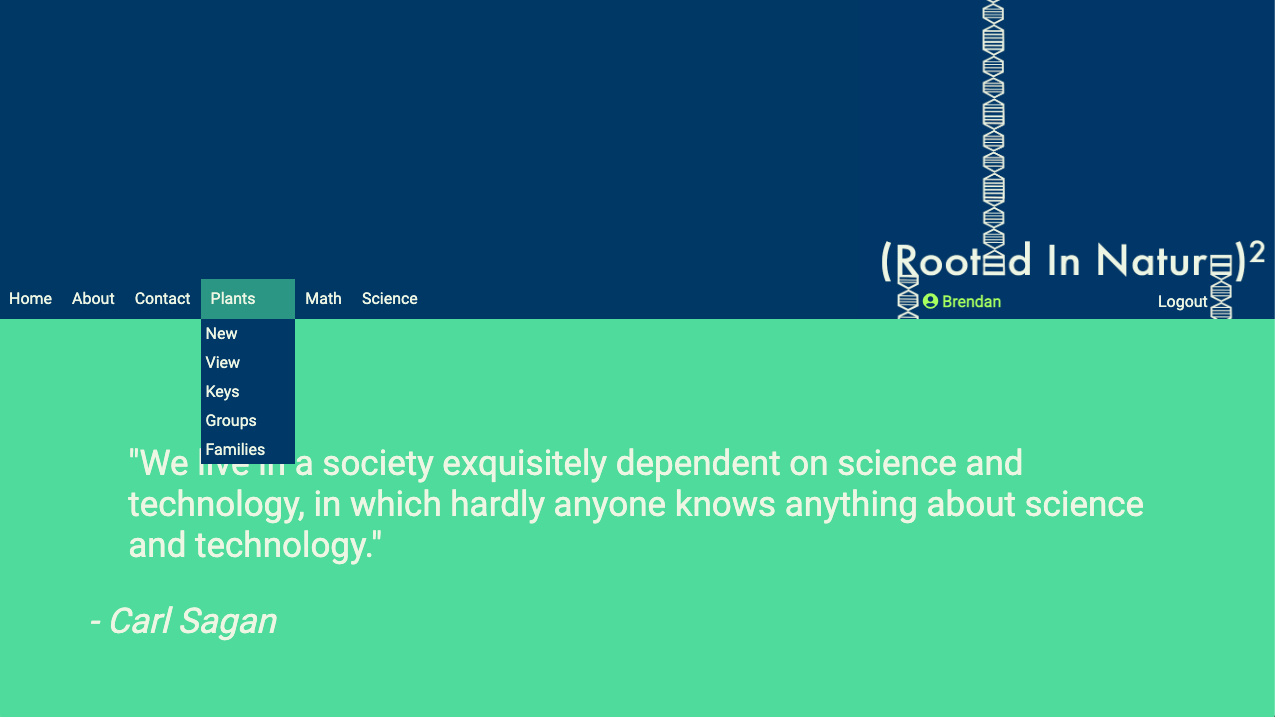 (Rooted In Nature)²
Home About Contact Plants Math Science Brendan Logout
New
View
Keys
Groups
Families
"We live in a society exquisitely dependent on science and
technology, in which hardly anyone knows anything about science
and technology."
- Carl Sagan